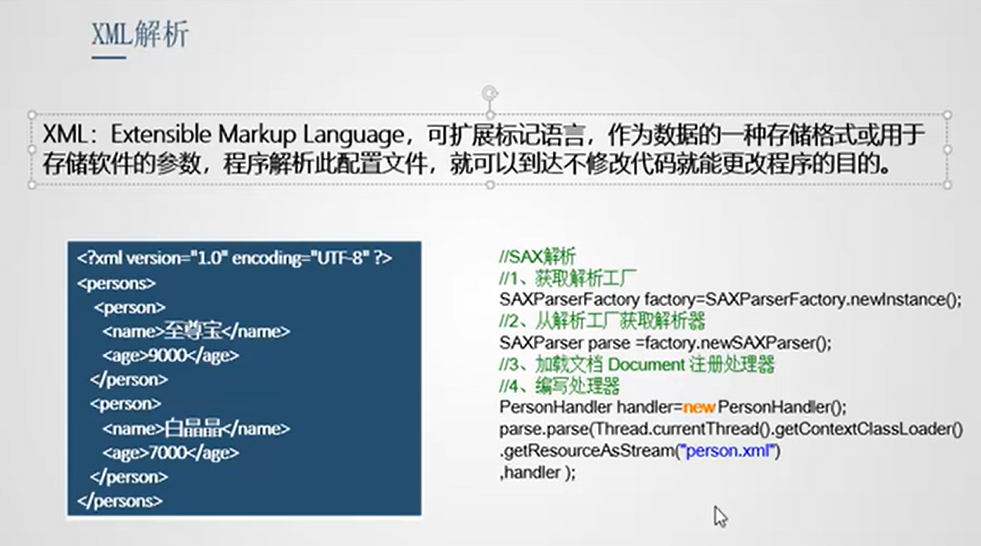 XML解析
XML：Extensible Markup Language，可扩展标记语言，作为数据的一种存储格式或用于
存储软件的参数，程序解析此配置文件，就可以到达不修改代码就能更改程序的目的。
<?xml version="1.0" encoding="UTF-8" ?>
<persons>
<person>
<name>至尊宝</name>
<age>9000</age>
</person>
<person>
<name>白晶晶</name>
<age>7000</age>
</person>
</persons>
//SAX解析
//1、获取解析工厂
SAXParserFactory factory=SAXParserFactory.newInstance();
//2、从解析工厂获取解析器
SAXParser parse =factory.newSAXParser();
//3、加载文档 Document 注册处理器
//4、编写处理器
PersonHandler handler=new PersonHandler();
parse.parse(Thread.currentThread().getContextClassLoader()
.getResourceAsStream("person.xml")
,handler );